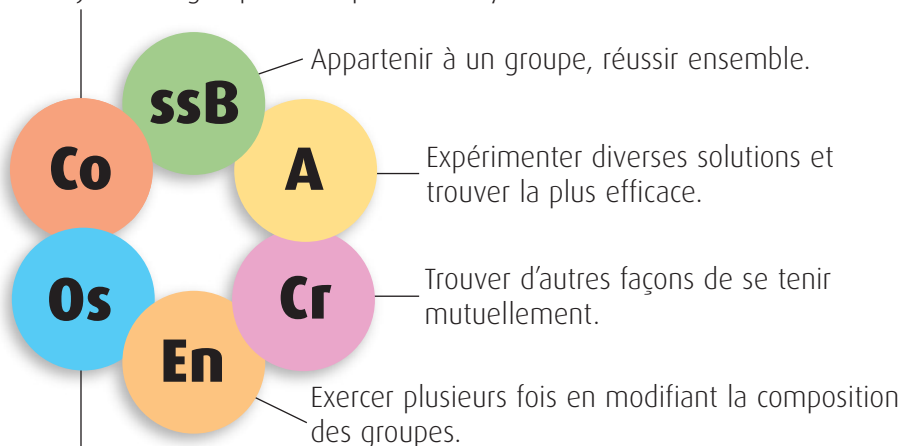 ssB
Appartenir à un groupe, réussir ensemble.
Co
A
Expérimenter diverses solutions et
trouver la plus efficace.
Os
Cr
Trouver d'autres façons de se tenir
mutuellement.
En
Exercer plusieurs fois en modifiant la composition
des groupes.